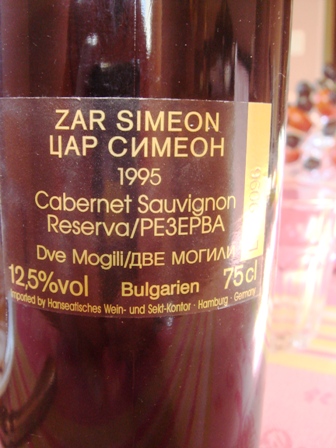 ZAR SIMEON
ЦАР СИМЕОН
1995
Cabernet Sauvignon
Reserva/РЕЗЕРВА
Dve Mogili/ДВЕ МОГИЛИ
12,5%vol Bulgarien 75cl
Imported by Hanseatisches Wein- und Sekt-Kontor · Hamburg · Germany